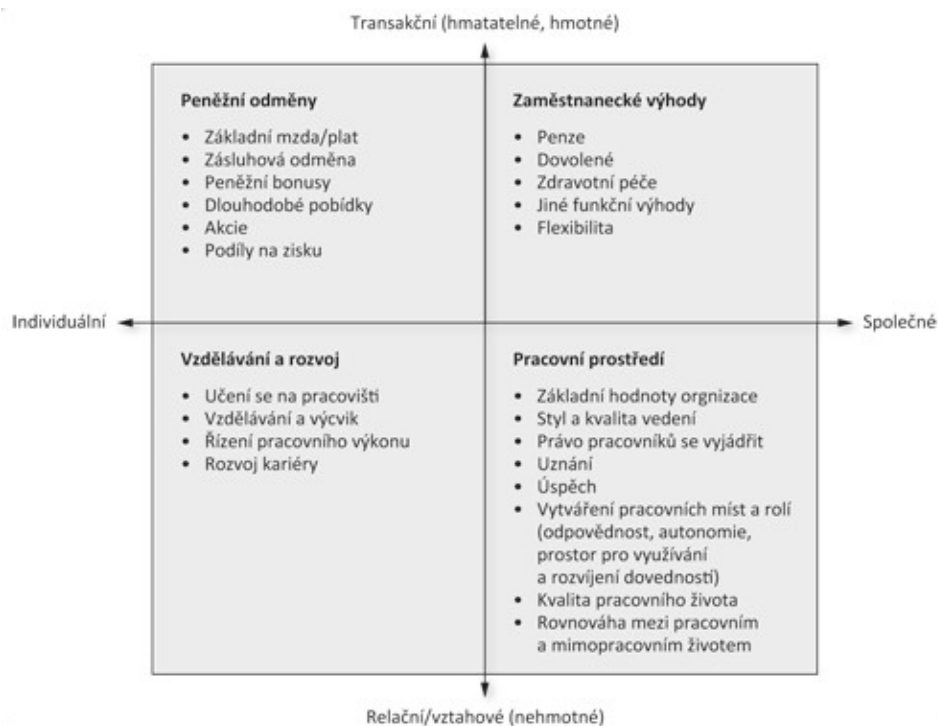 Transakční (hmatatelné, hmotné)
Peněžní odměny
• Základní mzda/plat
• Zásluhová odměna
• Peněžní bonusy
• Dlouhodobé pobídky
• Akcie
• Podíly na zisku
Zaměstnanecké výhody
• Penze
• Dovolené
• Zdravotní péče
• Jiné funkční výhody
• Flexibilita
Individuální
Společné
Vzdělávání a rozvoj
• Učení se na pracovišti
• Vzdělávání a výcvik
• Řízení pracovního výkonu
• Rozvoj kariéry
Pracovní prostředí
• Základní hodnoty orgnizace
• Styl a kvalita vedení
• Právo pracovníků se vyjádřit
• Uznání
• Úspěch
• Vytváření pracovních míst a rolí
(odpovědnost, autonomie,
prostor pro využívání
a rozvíjení dovedností)
• Kvalita pracovního života
• Rovnováha mezi pracovním
a mimopracovním životem
Relační/vztahové (nehmotné)